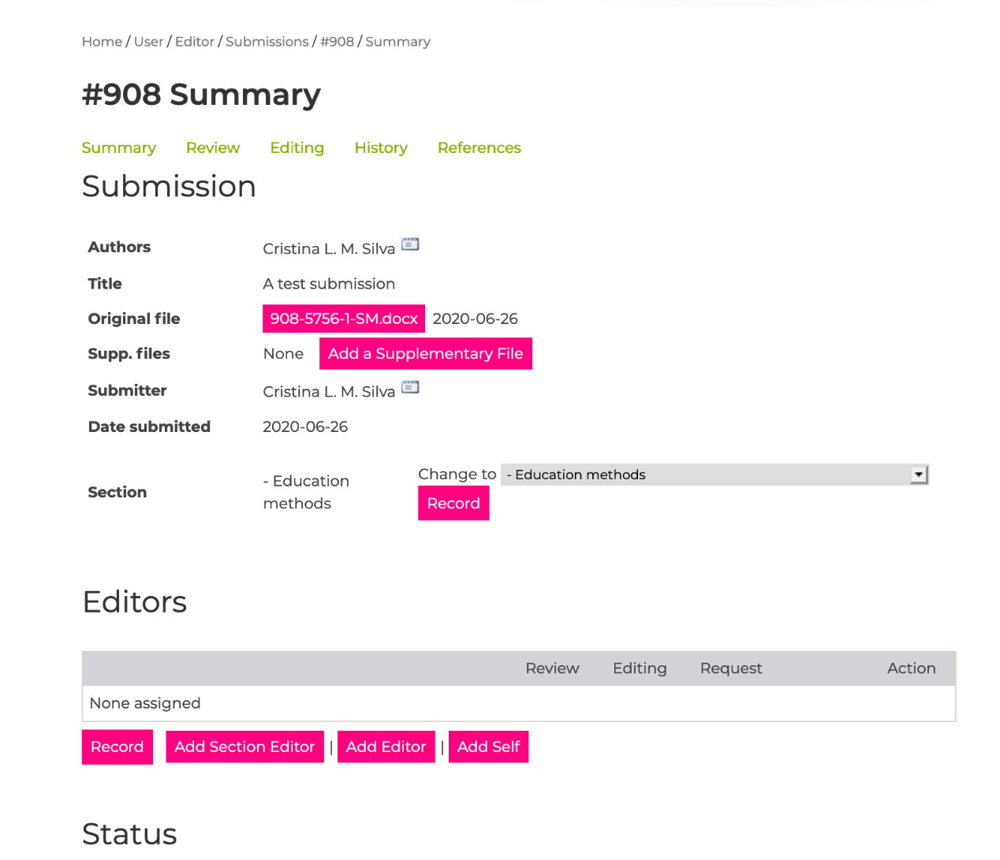 Home / User / Editor / Submissions / #908 / Summary
#908 Summary
Summary Review Editing History References
Submission
Authors Cristina L. M. Silva
Title A test submission
Original file 908-5756-1-SM.docx 2020-06-26
Supp. files None Add a Supplementary File
Submitter Cristina L. M. Silva
Date submitted 2020-06-26
Section - Education methods Change to - Education methods
Record
Editors
Review Editing Request Action
None assigned
Record Add Section Editor | Add Editor | Add Self
Status